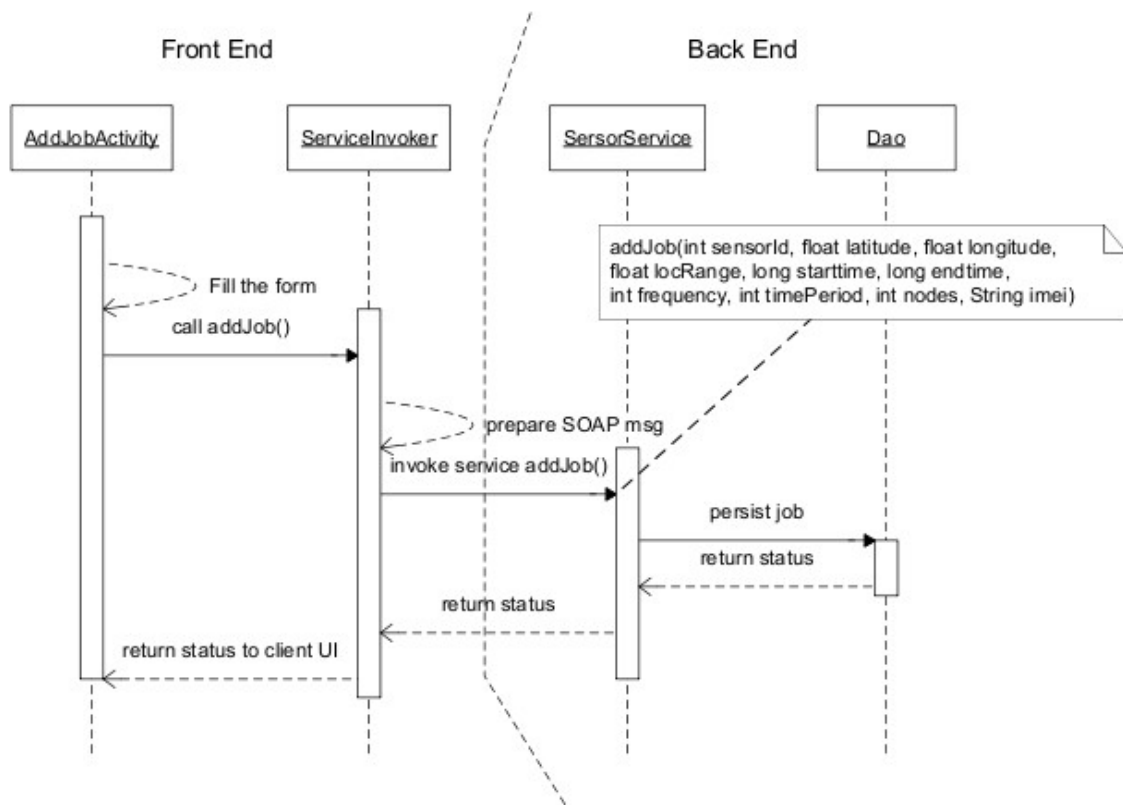 Front End
Back End
AddJobActivity
ServiceInvoker
SersorService
Dao
addJob(int sensorId, float latitude, float longitude,
float locRange, long starttime, long endtime,
int frequency, int timePeriod, int nodes, String imei)
Fill the form
call addJob()
prepare SOAP msg
invoke service addJob()
persist job
return status
return status
return status to client UI